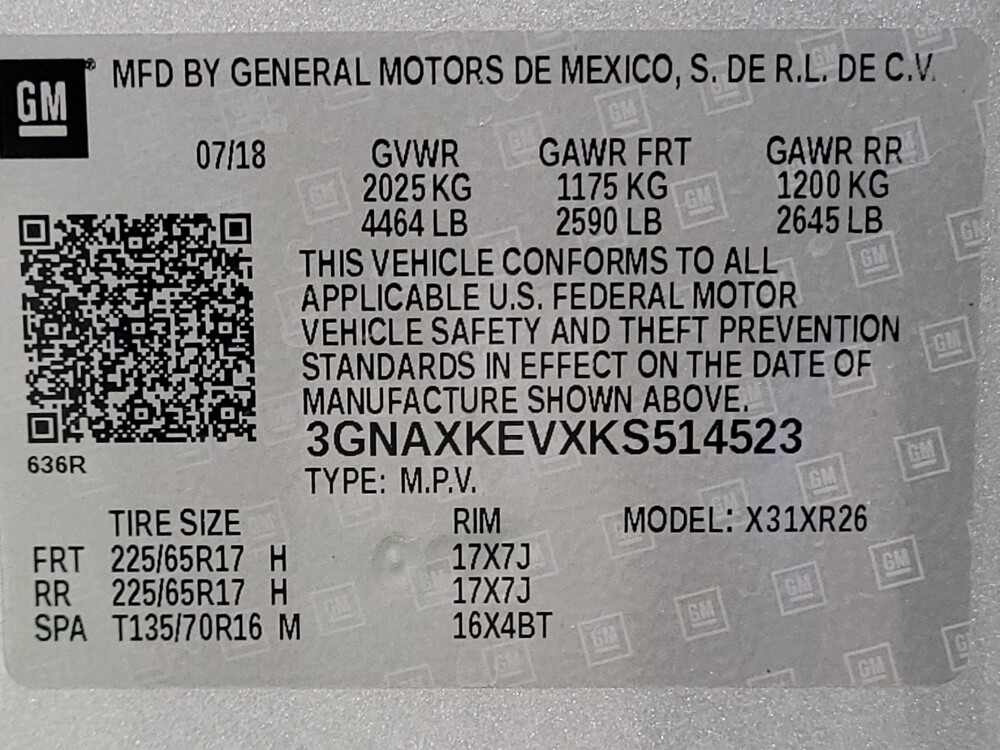 GM® MFD BY GENERAL MOTORS DE MEXICO, S. DE R.L. DE C.V.
07/18 GVWR GAWR FRT GAWR RR
2025 KG 1175 KG 1200 KG
4464 LB 2590 LB 2645 LB
THIS VEHICLE CONFORMS TO ALL
APPLICABLE U.S. FEDERAL MOTOR
VEHICLE SAFETY AND THEFT PREVENTION
STANDARDS IN EFFECT ON THE DATE OF
MANUFACTURE SHOWN ABOVE.
3GNAXKEVXKS514523
636R
TYPE: M.P.V.
TIRE SIZE RIM MODEL: X31XR26
FRT 225/65R17 H 17X7J
RR 225/65R17 H 17X7J
SPA T135/70R16 M 16X4BT